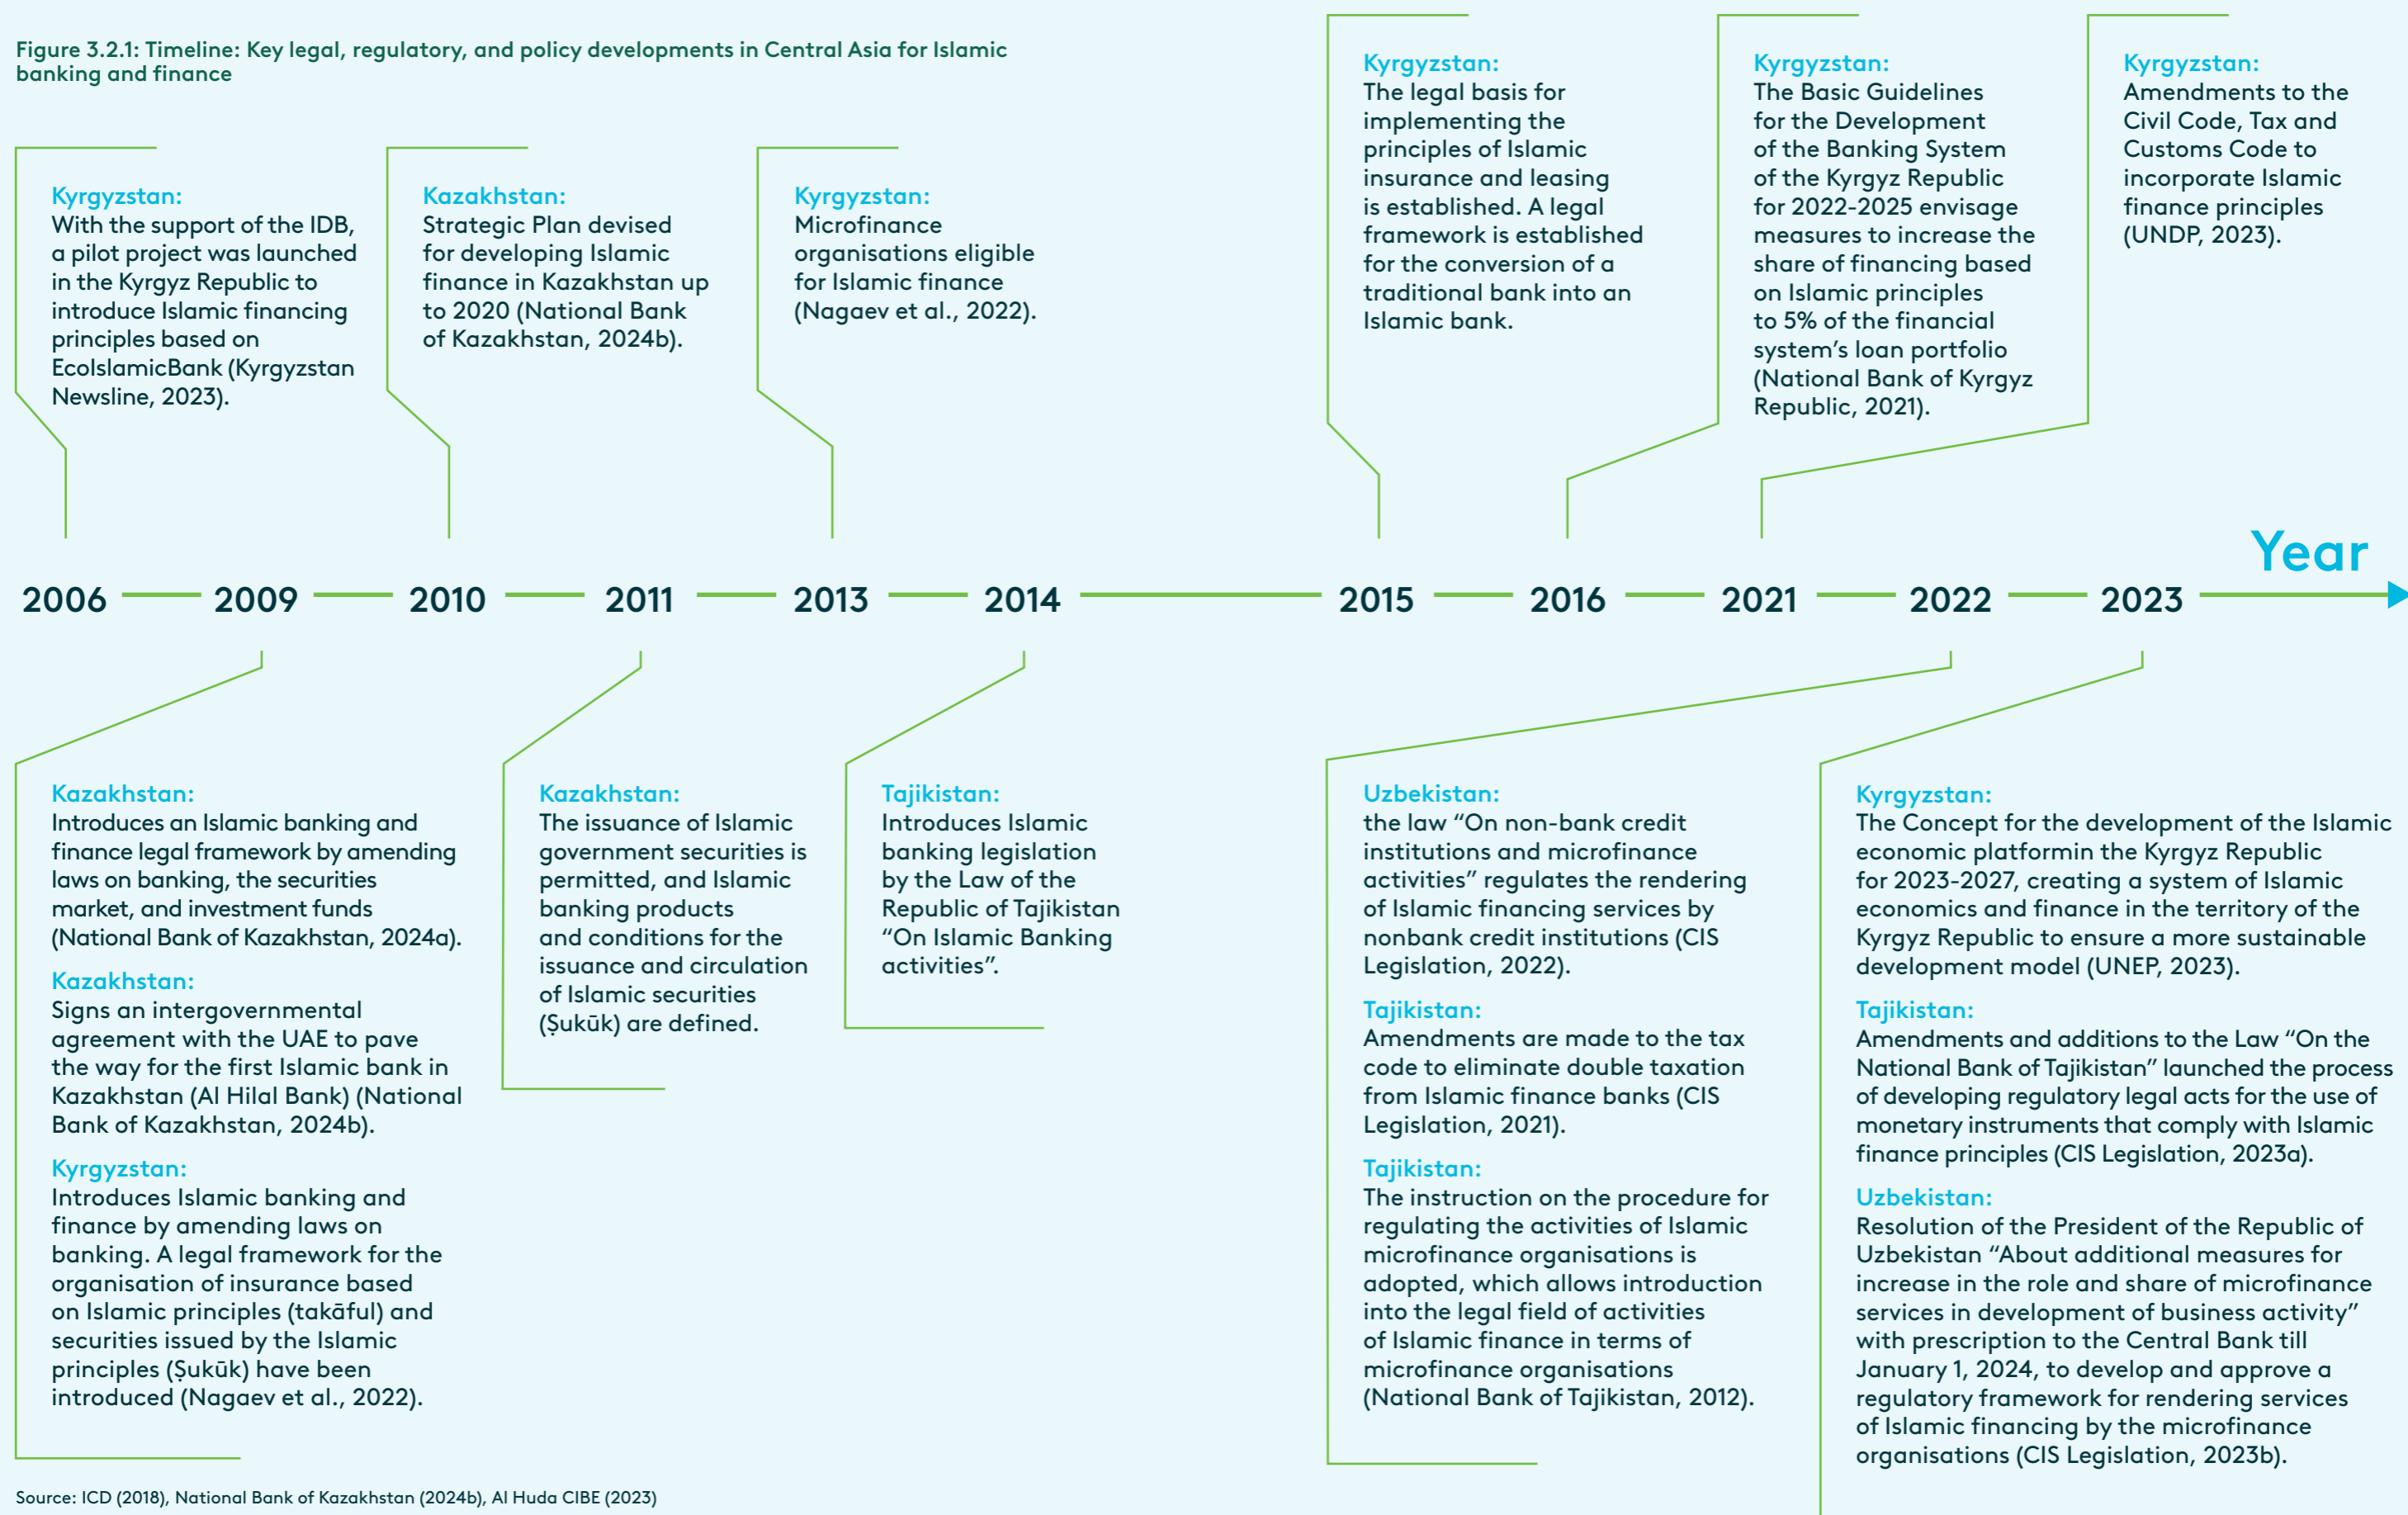 Figure 3.2.1: Timeline: Key legal, regulatory, and policy developments in Central Asia for Islamic
banking and finance
Kyrgyzstan:
With the support of the IDB,
a pilot project was launched
in the Kyrgyz Republic to
introduce Islamic financing
principles based on
EcoIslamicBank (Kyrgyzstan
Newsline, 2023).
Kazakhstan:
Strategic Plan devised
for developing Islamic
finance in Kazakhstan up
to 2020 (National Bank
of Kazakhstan, 2024b).
Kyrgyzstan:
Microfinance
organisations eligible
for Islamic finance
(Nagaev et al., 2022).
Kyrgyzstan:
The legal basis for
implementing the
principles of Islamic
insurance and leasing
is established. A legal
framework is established
for the conversion of a
traditional bank into an
Islamic bank.
Kyrgyzstan:
The Basic Guidelines
for the Development
of the Banking System
of the Kyrgyz Republic
for 2022-2025 envisage
measures to increase the
share of financing based
on Islamic principles
to 5% of the financial
system's loan portfolio
(National Bank of Kyrgyz
Republic, 2021).
Kyrgyzstan:
Amendments to the
Civil Code, Tax and
Customs Code to
incorporate Islamic
finance principles
(UNDP, 2023).
Year
2006 2009 2010 2011 2013 2014 2015 2016 2021 2022 2023
Kazakhstan:
Introduces an Islamic banking and
finance legal framework by amending
laws on banking, the securities
market, and investment funds
(National Bank of Kazakhstan, 2024a).
Kazakhstan:
Signs an intergovernmental
agreement with the UAE to pave
the way for the first Islamic bank in
Kazakhstan (Al Hilal Bank) (National
Bank of Kazakhstan, 2024b).
Kyrgyzstan:
Introduces Islamic banking and
finance by amending laws on
banking. A legal framework for the
organisation of insurance based
on Islamic principles (takāful) and
securities issued by the Islamic
principles (Ṣukūk) have been
introduced (Nagaev et al., 2022).
Kazakhstan:
The issuance of Islamic
government securities is
permitted, and Islamic
banking products
and conditions for the
issuance and circulation
of Islamic securities
(Ṣukūk) are defined.
Tajikistan:
Introduces Islamic
banking legislation
by the Law of the
Republic of Tajikistan
“On Islamic Banking
activities”.
Uzbekistan:
the law “On non-bank credit
institutions and microfinance
activities” regulates the rendering
of Islamic financing services by
nonbank credit institutions (CIS
Legislation, 2022).
Tajikistan:
Amendments are made to the tax
code to eliminate double taxation
from Islamic finance banks (CIS
Legislation, 2021).
Tajikistan:
The instruction on the procedure for
regulating the activities of Islamic
microfinance organisations is
adopted, which allows introduction
into the legal field of activities
of Islamic finance in terms of
microfinance organisations
(National Bank of Tajikistan, 2012).
Kyrgyzstan:
The Concept for the development of the Islamic
economic platformin the Kyrgyz Republic
for 2023-2027, creating a system of Islamic
economics and finance in the territory of the
Kyrgyz Republic to ensure a more sustainable
development model (UNEP, 2023).
Tajikistan:
Amendments and additions to the Law “On the
National Bank of Tajikistan” launched the process
of developing regulatory legal acts for the use of
monetary instruments that comply with Islamic
finance principles (CIS Legislation, 2023a).
Uzbekistan:
Resolution of the President of the Republic of
Uzbekistan “About additional measures for
increase in the role and share of microfinance
services in development of business activity”
with prescription to the Central Bank till
January 1, 2024, to develop and approve a
regulatory framework for rendering services
of Islamic financing by the microfinance
organisations (CIS Legislation, 2023b).
Source: ICD (2018), National Bank of Kazakhstan (2024b), Al Huda CIBE (2023)